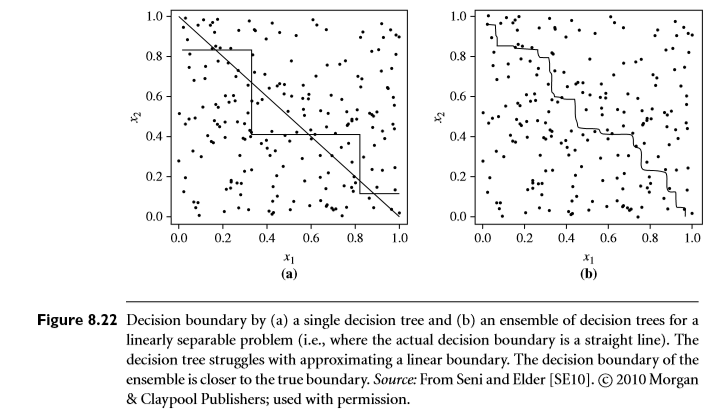 1.0
0.8
0.6
0.4
0.2
0.0
x2
0.0 0.2 0.4 0.6 0.8 1.0
x1
(a)
1.0
0.8
0.6
0.4
0.2
0.0
x2
0.0 0.2 0.4 0.6 0.8 1.0
x1
(b)
Figure 8.22 Decision boundary by (a) a single decision tree and (b) an ensemble of decision trees for a
linearly separable problem (i.e., where the actual decision boundary is a straight line). The
decision tree struggles with approximating a linear boundary. The decision boundary of the
ensemble is closer to the true boundary. Source: From Seni and Elder [SE10]. © 2010 Morgan
& Claypool Publishers; used with permission.